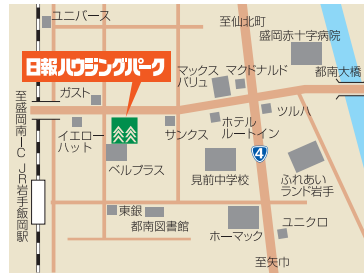 ユニバース
至仙北町
盛岡赤十字病院
日報ハウジングパーク
マックス
バリュ
マクドナルド
都南大橋
ガスト
至盛岡南IC
JR岩手飯岡駅
イエロー
ハット
サンクス
ホテル
ルートイン
ツルハ
4
ベルプラス
見前中学校
ふれあい
ランド岩手
東銀
都南図書館
ホーマック
ユニクロ
至矢巾